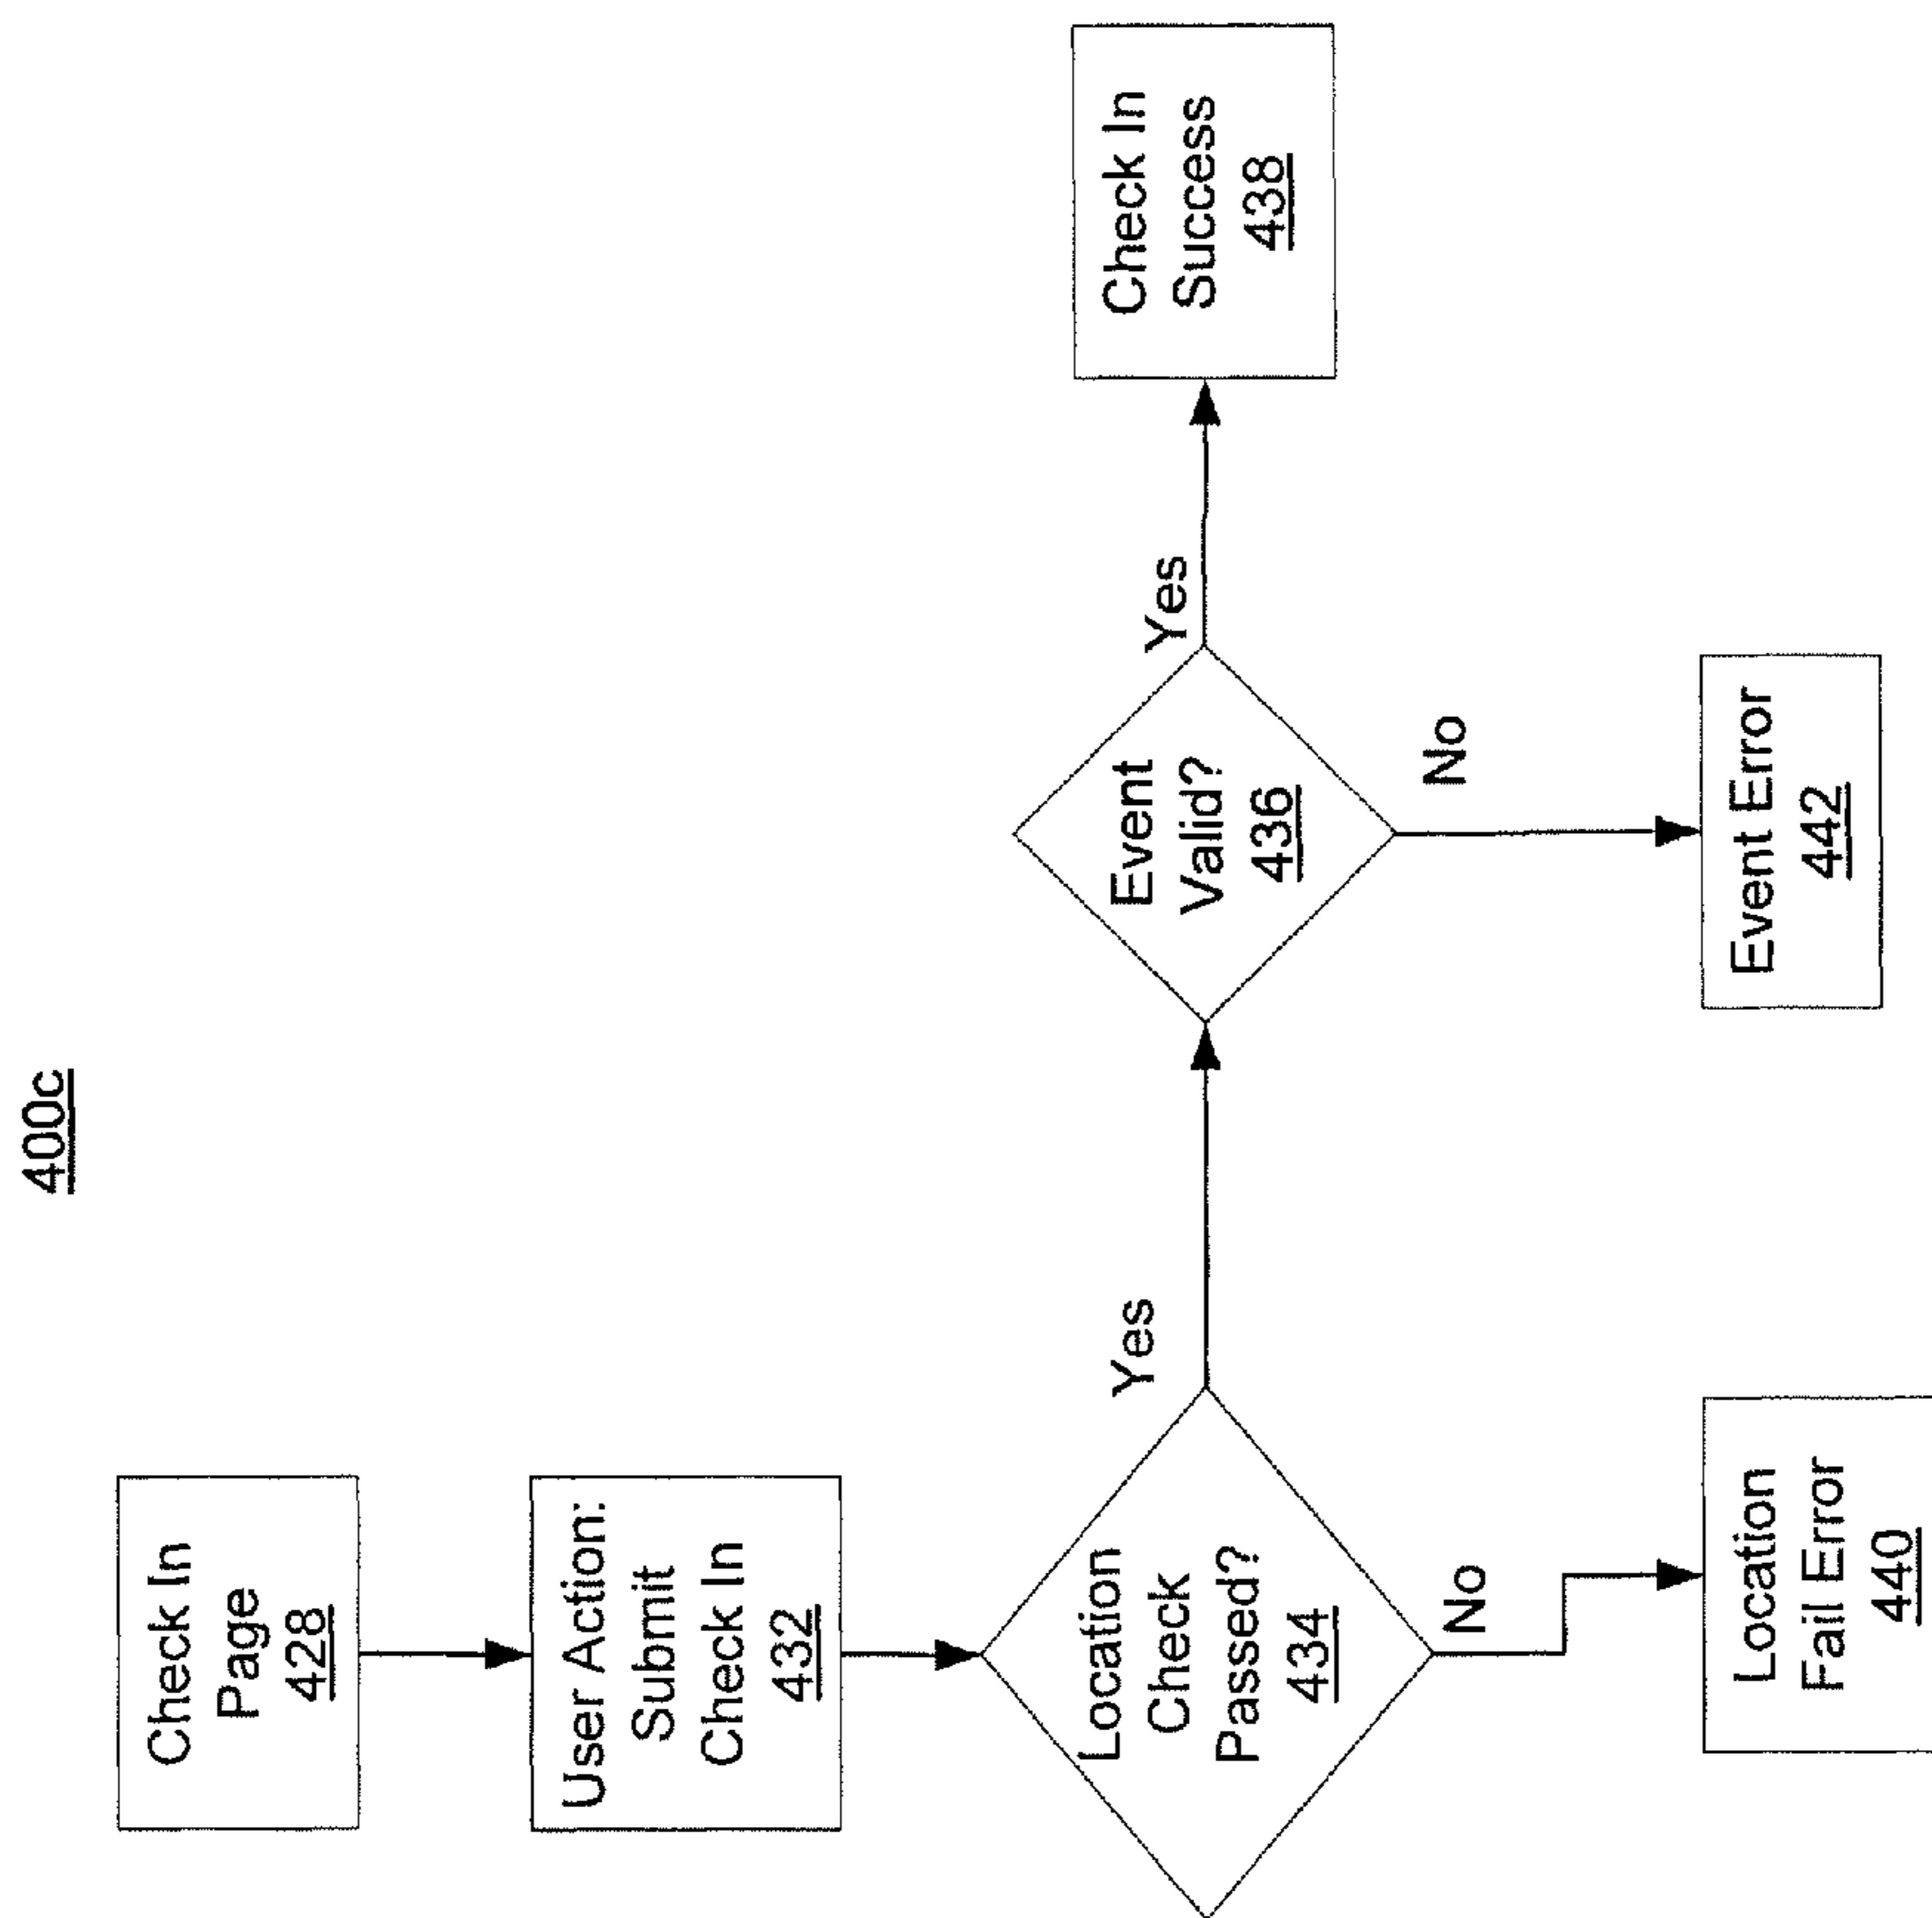 400c
Check In
Page
428
User Action:
Submit
Check In
432
Location
Check
Passed?
434
Yes
No
Event
Valid?
436
Yes
No
Check In
Success
438
Location
Fail Error
440
Event Error
442